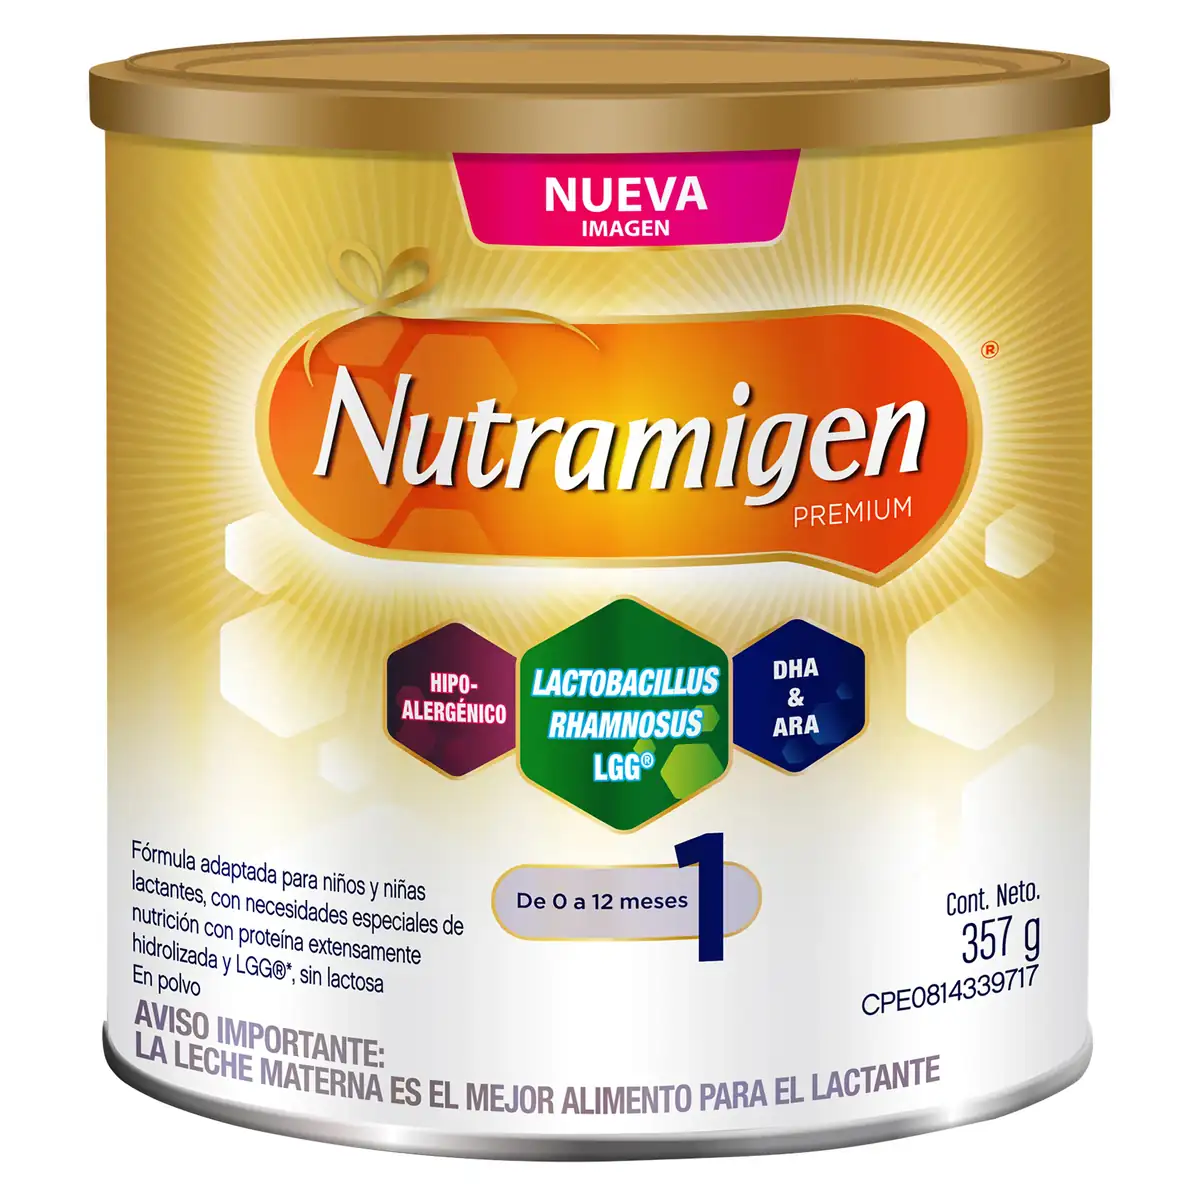 NUEVA
IMAGEN
Nutramigen®
PREMIUM
HIPO-
ALERGÉNICO
LACTOBACILLUS
RHAMNOSUS
LGG®
DHA
&
ARA
Fórmula adaptada para niños y niñas
lactantes, con necesidades especiales de
nutrición con proteína extensamente
hidrolizada y LGG®*, sin lactosa
En polvo
De 0 a 12 meses 1
Cont. Neto.
357 g
CPE0814339717
AVISO IMPORTANTE:
LA LECHE MATERNA ES EL MEJOR ALIMENTO PARA EL LACTANTE